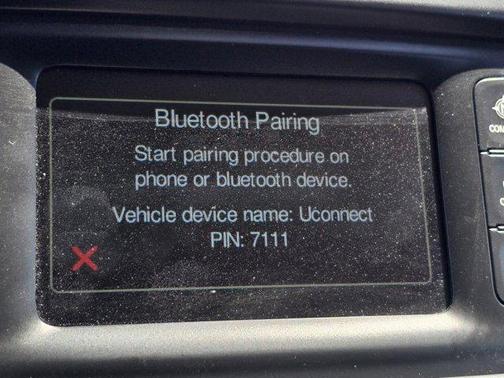 Bluetooth Pairing
Start pairing procedure on
phone or bluetooth device.
Vehicle device name: Uconnect
PIN: 7111